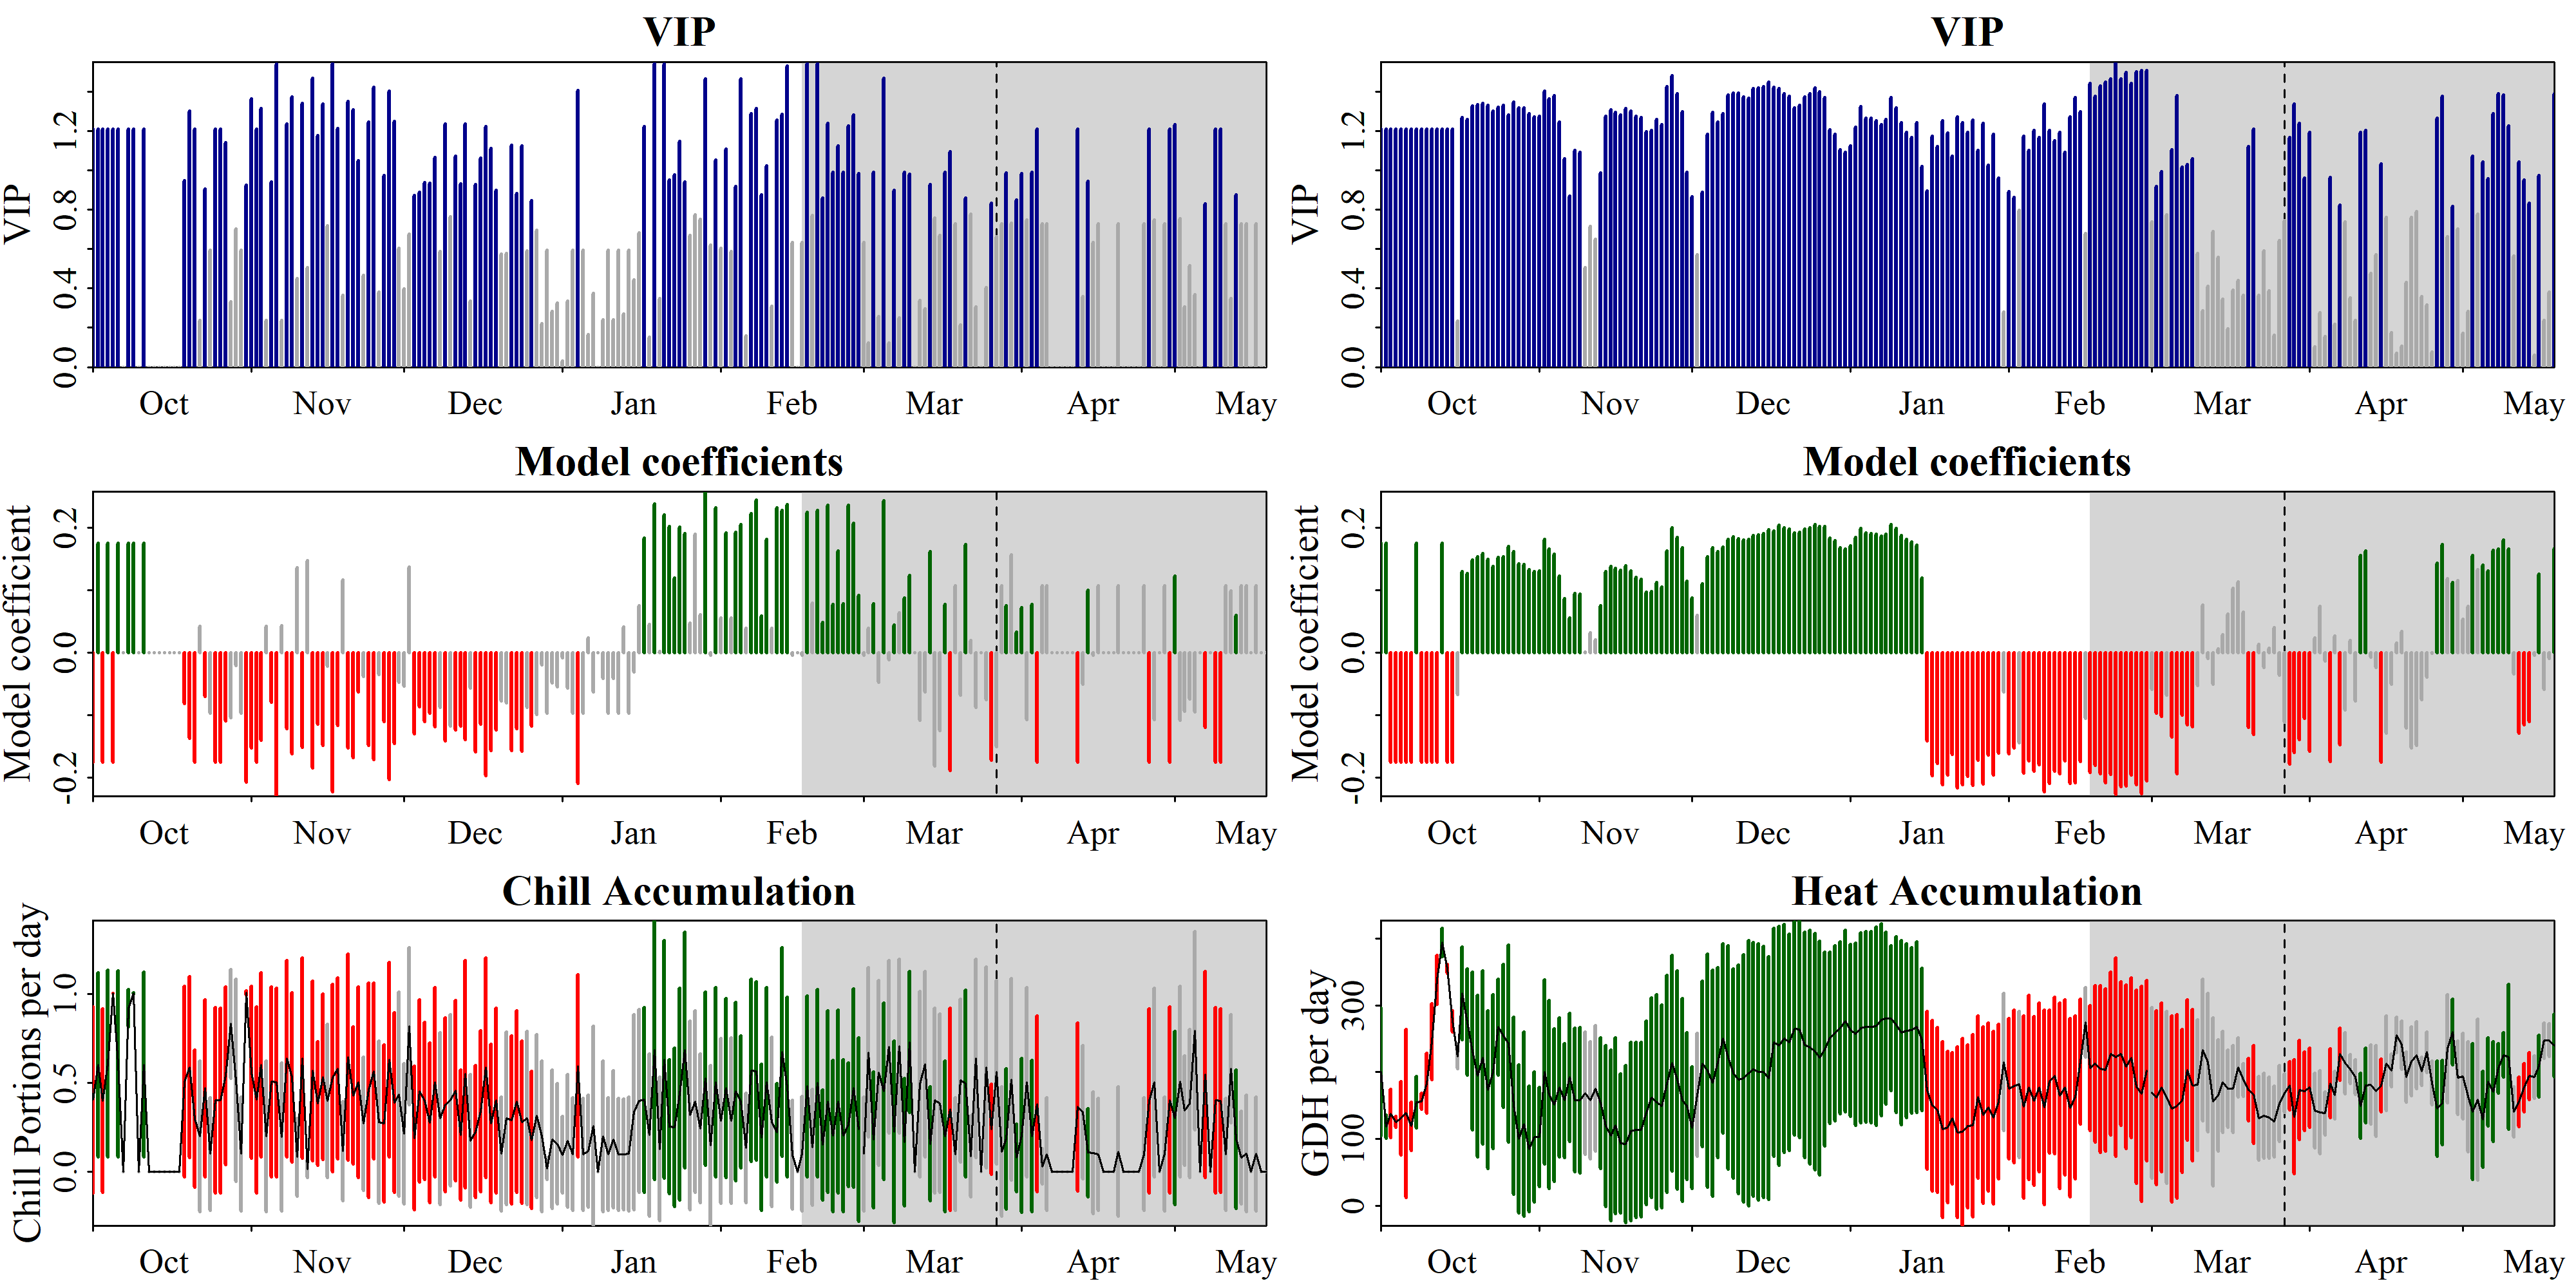 VIP
VIP
1.2
0.8
0.4
0.0
Oct Nov Dec Jan Feb Mar Apr May
VIP
VIP
1.2
0.8
0.4
0.0
Oct Nov Dec Jan Feb Mar Apr May
Model coefficients
Model coefficient
0.2
0.0
-0.2
Oct Nov Dec Jan Feb Mar Apr May
Model coefficients
Model coefficient
0.2
0.0
-0.2
Oct Nov Dec Jan Feb Mar Apr May
Chill Accumulation
Chill Portions per day
1.0
0.5
0.0
Oct Nov Dec Jan Feb Mar Apr May
Heat Accumulation
GDH per day
300
100
0
Oct Nov Dec Jan Feb Mar Apr May